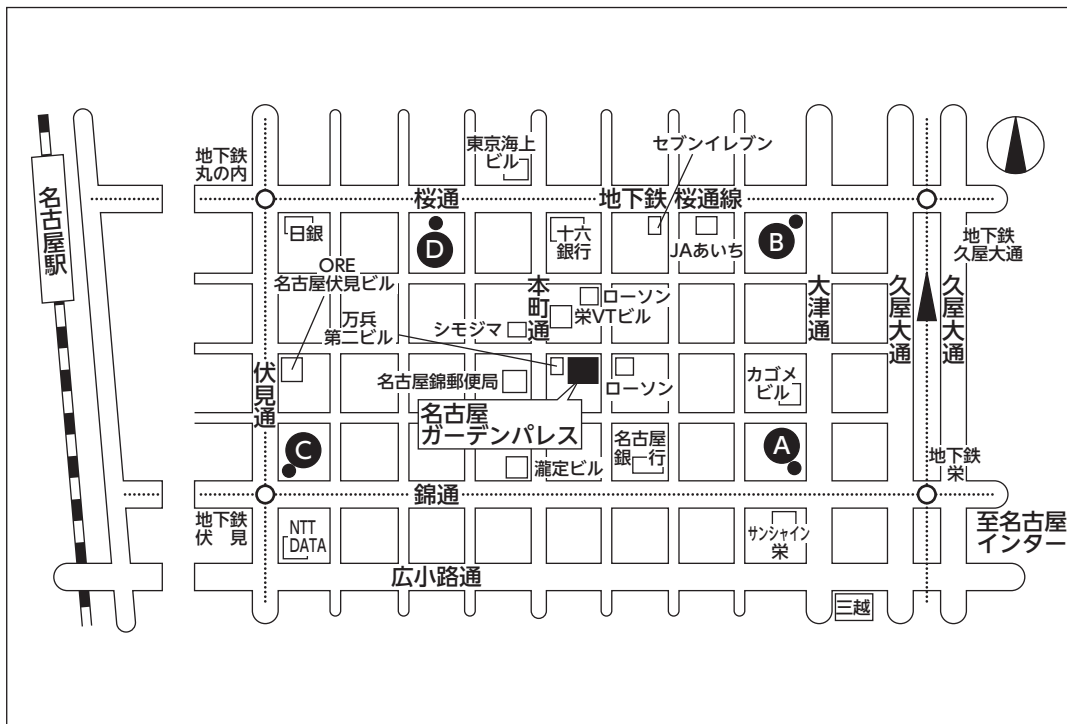 東京海上
ビル
セブンイレブン
地下鉄
丸の内
桜通
地下鉄 桜通線
名古屋駅
日銀
D
十六
銀行
JAあいち
B
地下鉄
久屋大通
ORE
名古屋伏見ビル
本町通
ローソン
栄VTビル
大津通
久屋大通
久屋大通
万兵
第二ビル
シモジマ
伏見通
名古屋錦郵便局
ローソン
カゴメ
ビル
名古屋
ガーデンパレス
C
名古屋
銀行
A
瀧定ビル
地下鉄
栄
錦通
地下鉄
伏見
NTT
DATA
サンシャイン
栄
至名古屋
インター
広小路通
三越